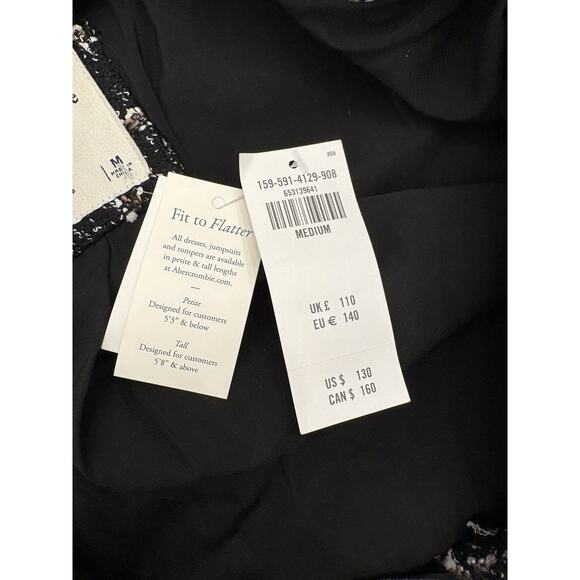 e
M
MADE IN
CHINA
Fit to Flatter
All dresses, jumpsuits
and rompers are available
in petite & tall lengths
at Abercrombie.com.
—
Petite
Designed for customers
5'3" & below
Tall
Designed for customers
5'8" & above
159-591-4129-908
653139641
MEDIUM
UK £ 110
EU € 140
US $ 130
CAN $ 160